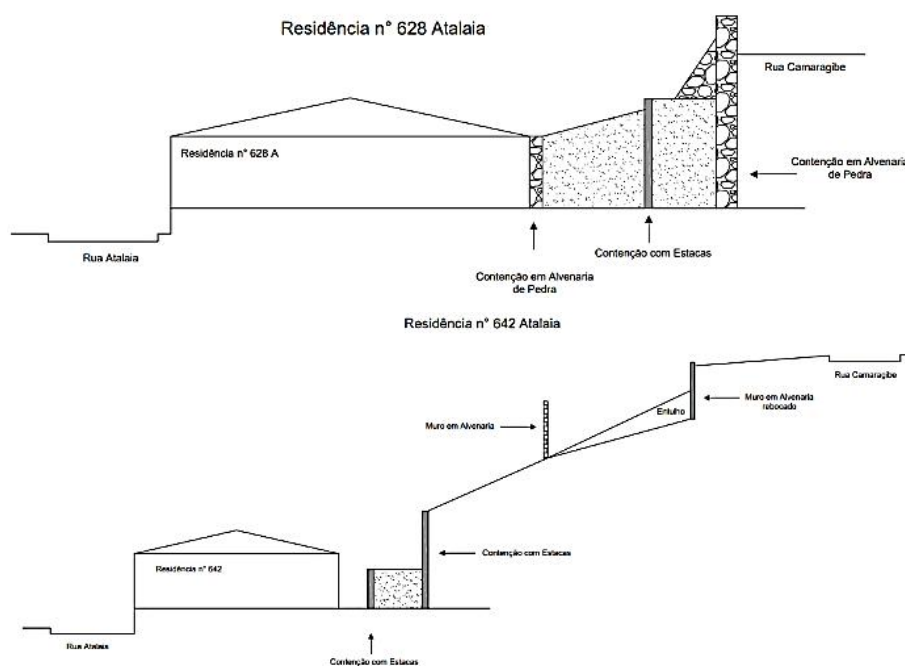 Residência n° 628 Atalaia
Rua Camaragibe
Residência n° 628 A
Contenção em Alvenaria
de Pedra
Rua Atalaia
Contenção com Estacas
Contenção em Alvenaria
de Pedra
Residência n° 642 Atalaia
Rua Camaragibe
Muro em Alvenaria
rebocado
Entulho
Muro em Alvenaria
Contenção com Estacas
Residência n° 642
Rua Atalaia
Contenção com Estacas